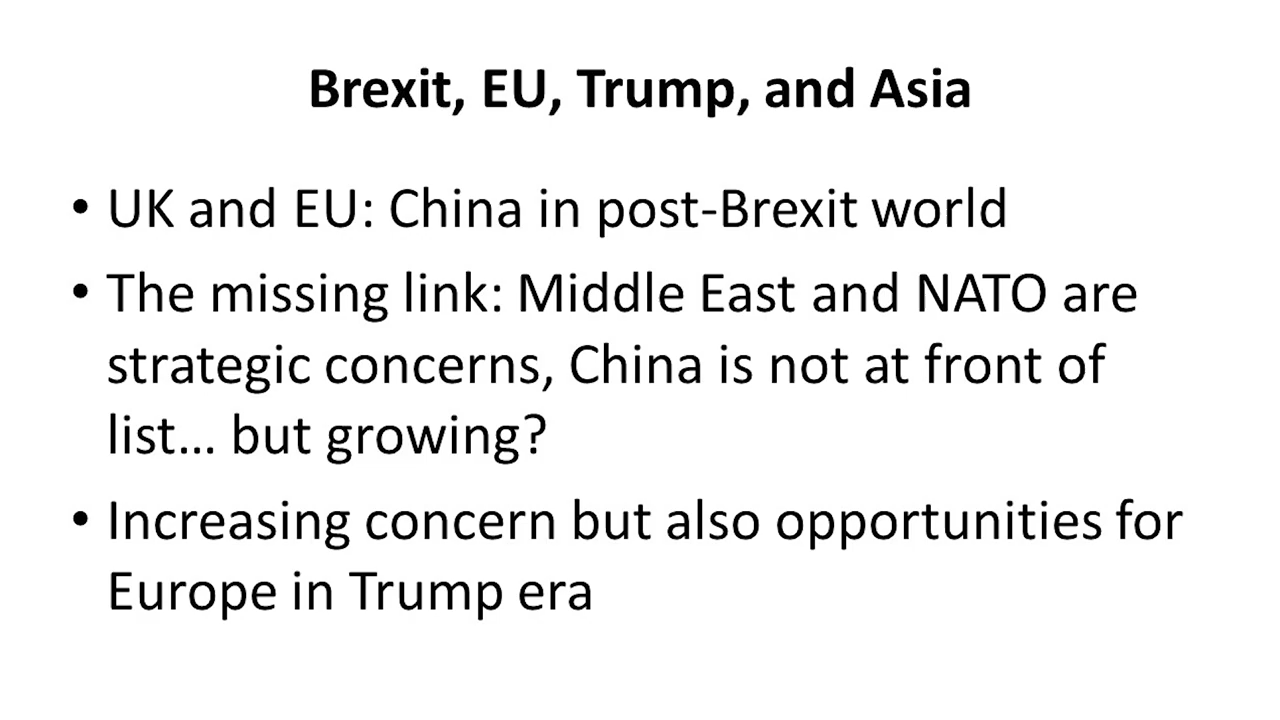 Brexit, EU, Trump, and Asia
• UK and EU: China in post-Brexit world
• The missing link: Middle East and NATO are
strategic concerns, China is not at front of
list… but growing?
• Increasing concern but also opportunities for
Europe in Trump era